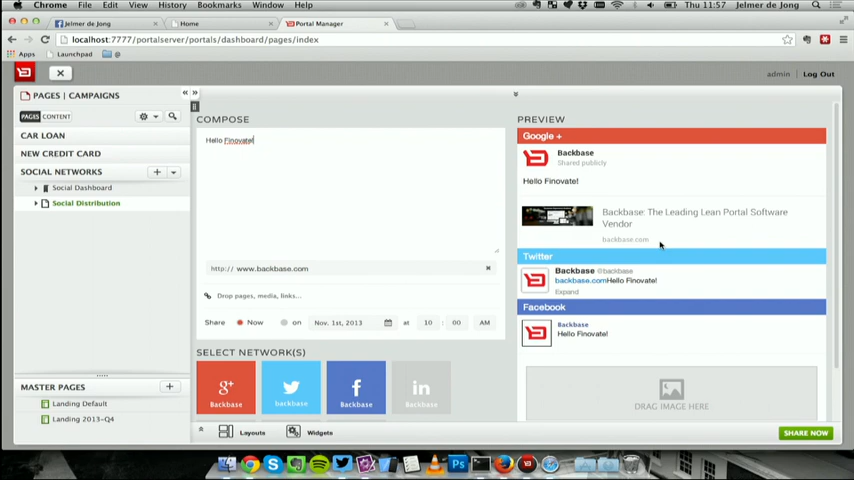 Chrome File Edit View History Bookmarks Window Help Tue 11:57 Jelmer de Jong
Jelmer de Jong Home Portal Manager
localhost:7777/portalserver/portals/dashboard/pages/index
Apps Launchpad @
admin Log Out
PAGES | CAMPAIGNS
PAGES CONTENT
CAR LOAN
NEW CREDIT CARD
SOCIAL NETWORKS
Social Dashboard
Social Distribution
MASTER PAGES
Landing Default
Landing 2013-Q4
COMPOSE
Hello Finovate!
http:// www.backbase.com
Drop pages, media, links...
Share Now on Nov. 1st, 2013 at 10 : 00 AM
SELECT NETWORK(S)
g+ Backbase
backbase
f Backbase
in Backbase
Layouts Widgets
PREVIEW
Google +
Backbase
Shared publicly
Hello Finovate!
Backbase: The Leading Lean Portal Software
Vendor
backbase.com
Twitter
Backbase @backbase
backbase.comHello Finovate!
Expand
Facebook
Backbase
Hello Finovate!
DRAG IMAGE HERE
SHARE NOW